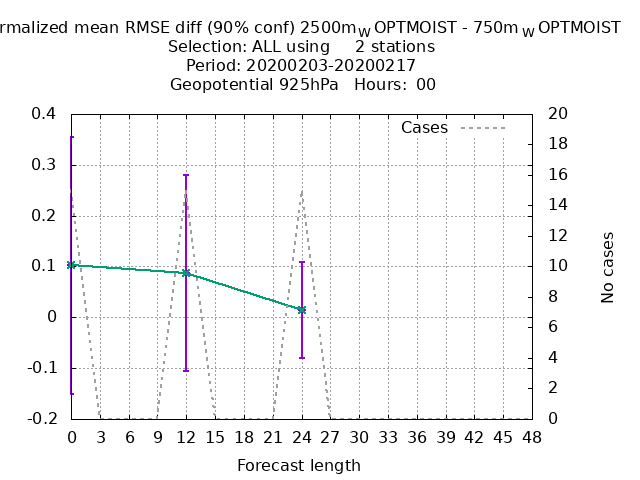 rmalized mean RMSE diff (90% conf) 2500m W OPTMOIST - 750m W OPTMOIST
Selection: ALL using 2 stations
Period: 20200203-20200217
Geopotential 925hPa Hours: 00
Cases
0.4
0.3
0.2
0.1
0
-0.1
-0.2
20
18
16
14
12
10
8
6
4
2
0
No cases
0 3 6 9 12 15 18 21 24 27 30 33 36 39 42 45 48
Forecast length